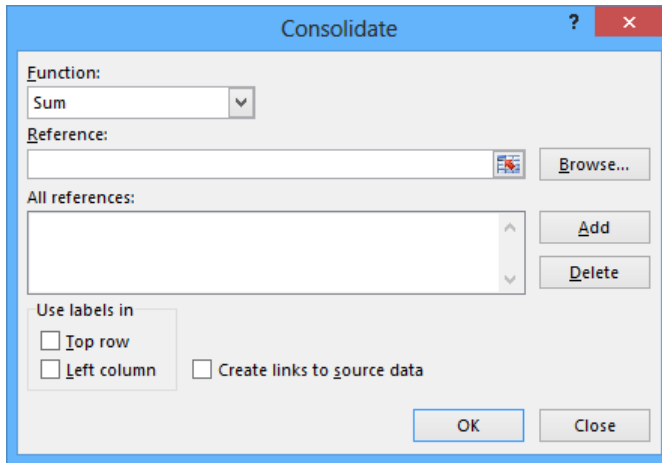 Consolidate
?
×
Function:
Sum
Reference:
Browse...
All references:
Add
Delete
Use labels in
Top row
Left column
Create links to source data
OK
Close